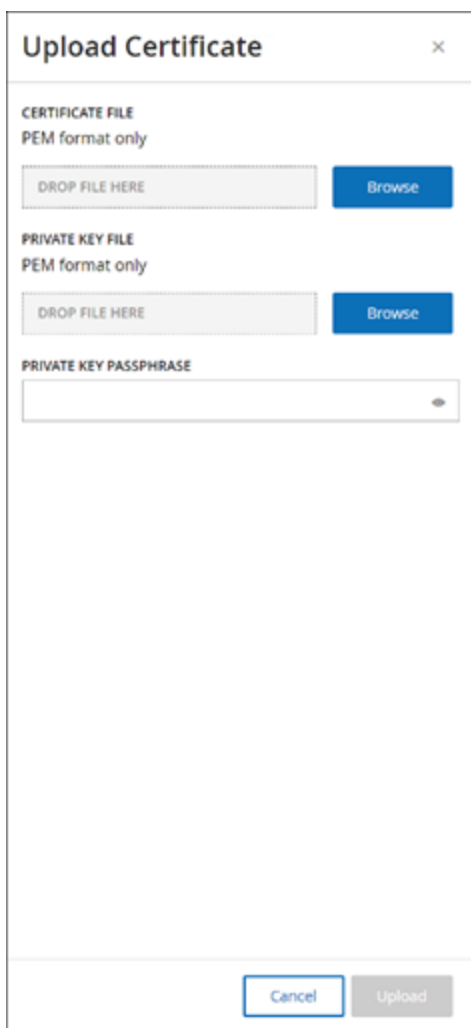 Upload Certificate
CERTIFICATE FILE
PEM format only
DROP FILE HERE
Browse
PRIVATE KEY FILE
PEM format only
DROP FILE HERE
Browse
PRIVATE KEY PASSPHRASE
Cancel
Upload